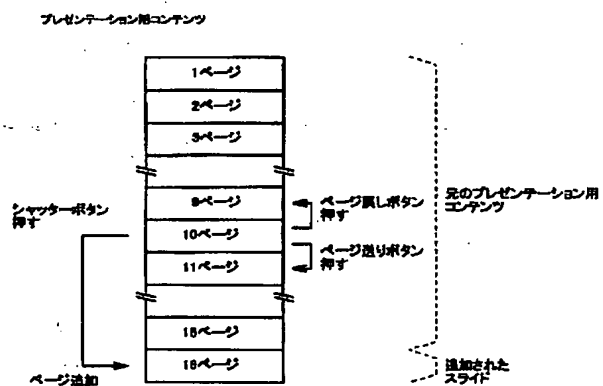 プレゼンテーション用コンテンツ
1ページ
2ページ
3ページ
9ページ
10ページ
11ページ
15ページ
16ページ
シャッターボタン
押す
ページ追加
ページ戻しボタン
押す
ページ送りボタン
押す
元のプレゼンテーション用
コンテンツ
追加された
スライド